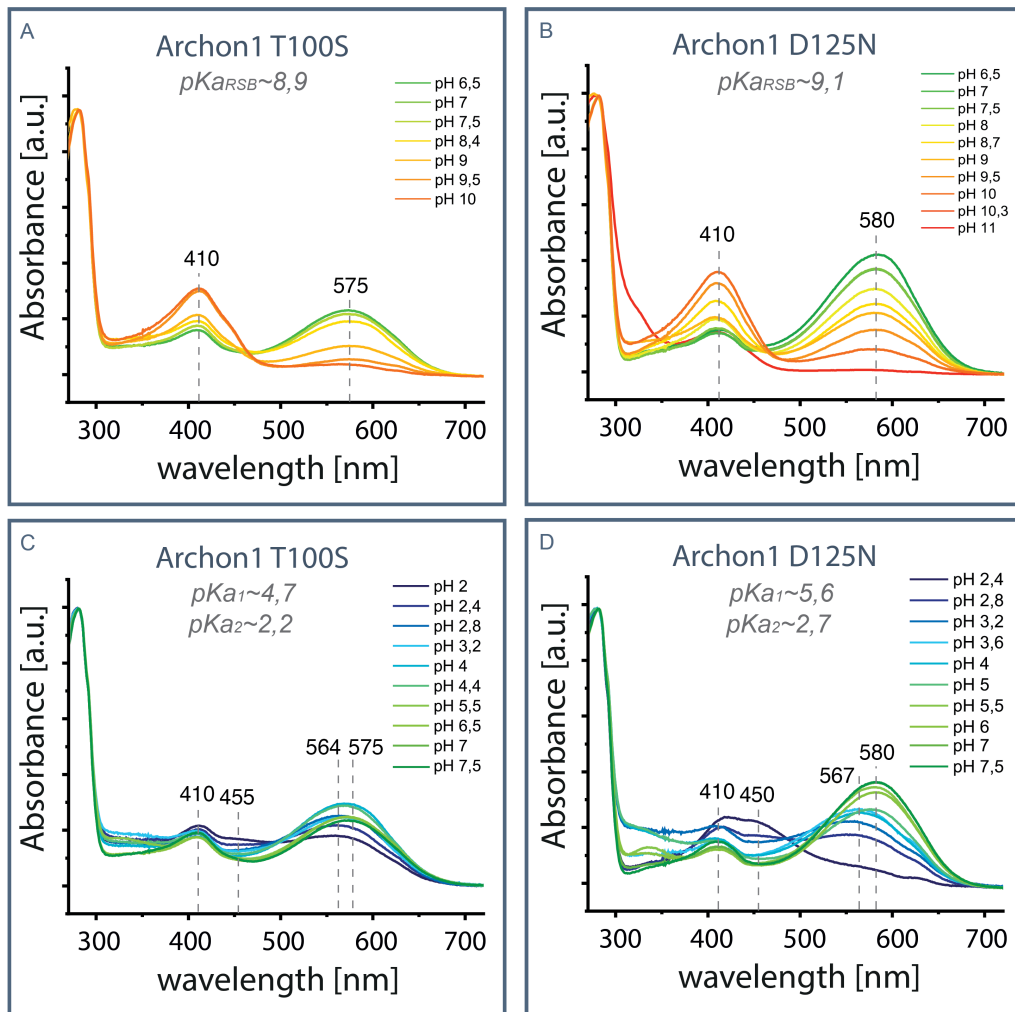 A
Archon1 T100S
pKaRSB~8,9
pH 6,5
pH 7
pH 7,5
pH 8,4
pH 9
pH 9,5
pH 10
410
575
Absorbance [a.u.]
300 400 500 600 700
wavelength [nm]
B
Archon1 D125N
pKaRSB~9,1
pH 6,5
pH 7
pH 7,5
pH 8
pH 8,7
pH 9
pH 9,5
pH 10
pH 10,3
pH 11
410
580
Absorbance [a.u.]
300 400 500 600 700
wavelength [nm]
C
Archon1 T100S
pKa1~4,7
pKa2~2,2
pH 2
pH 2,4
pH 2,8
pH 3,2
pH 4
pH 4,4
pH 5,5
pH 6,5
pH 7
pH 7,5
564 575
410 455
Absorbance [a.u.]
300 400 500 600 700
wavelength [nm]
D
Archon1 D125N
pKa1~5,6
pKa2~2,7
pH 2,4
pH 2,8
pH 3,2
pH 3,6
pH 4
pH 5
pH 5,5
pH 6
pH 7
pH 7,5
580
567
410 450
Absorbance [a.u.]
300 400 500 600 700
wavelength [nm]